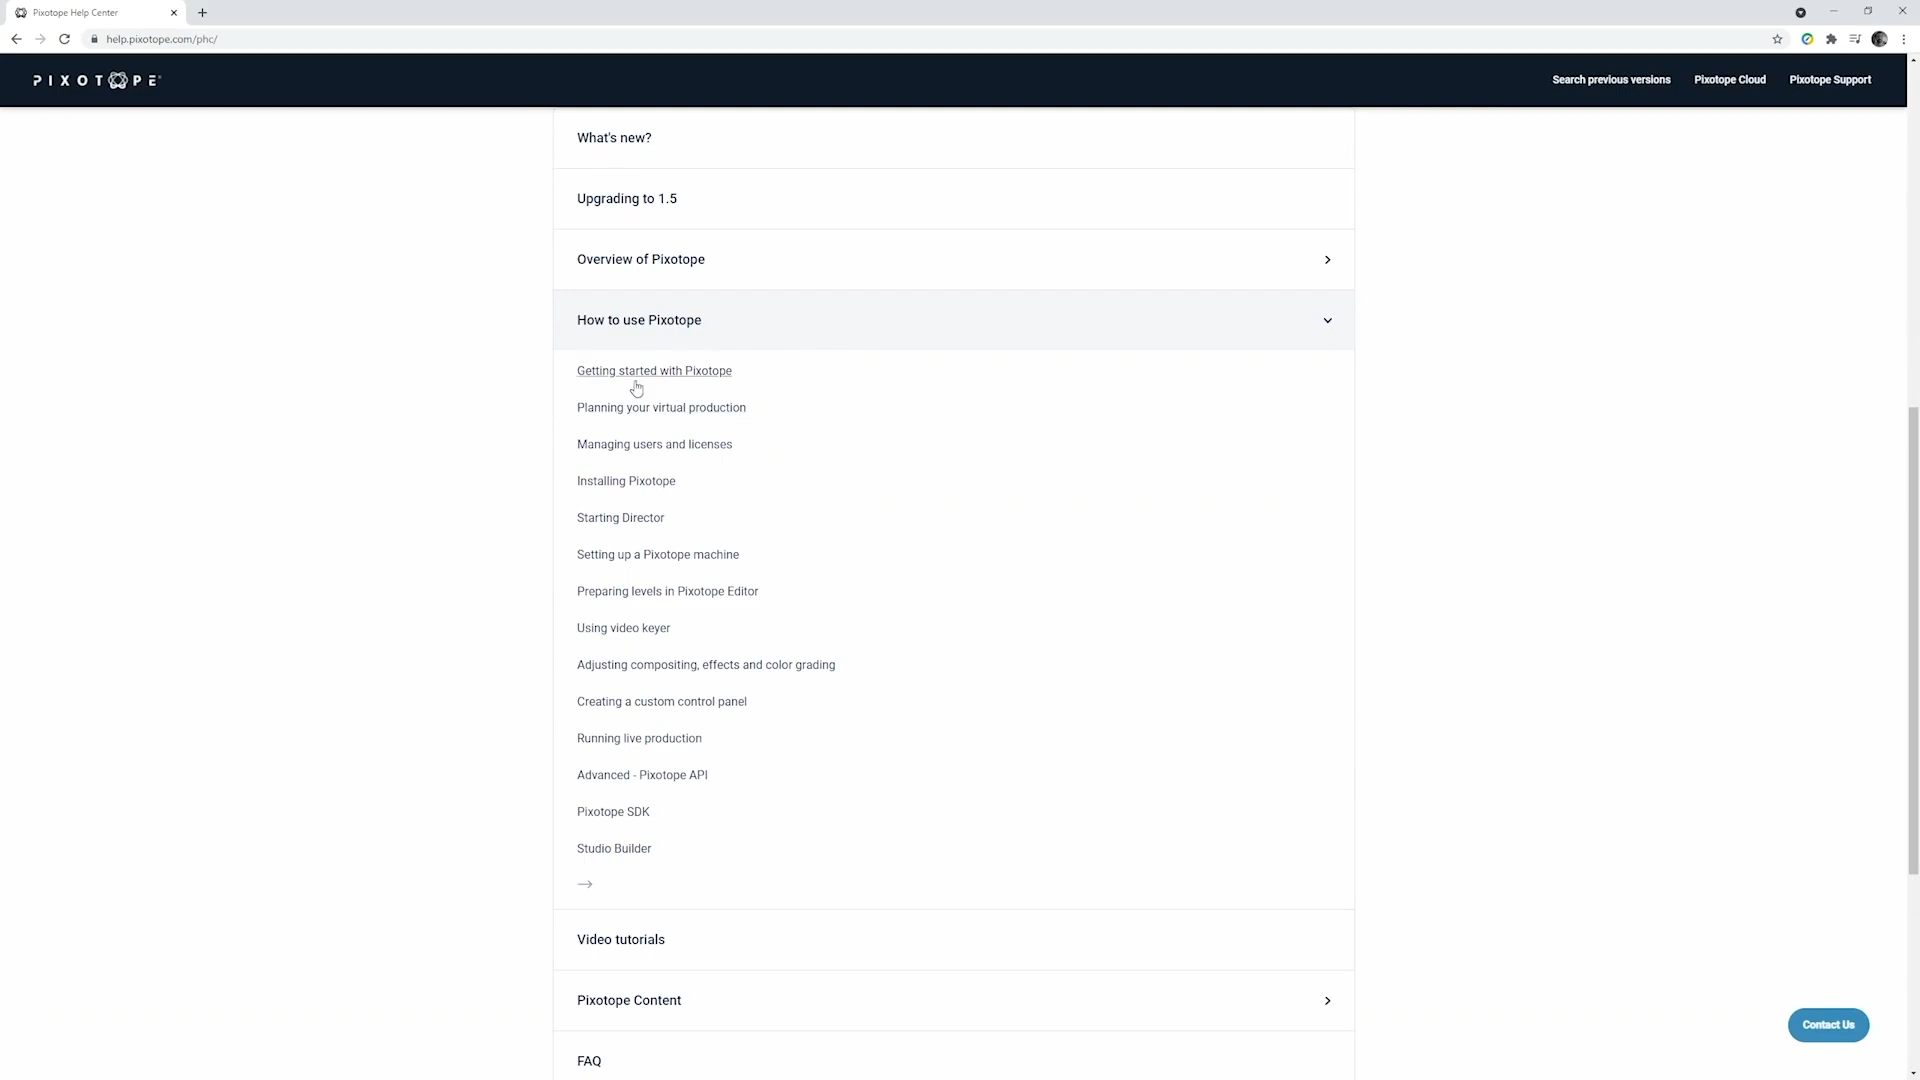 Pixotope Help Center
help.pixotope.com/phc/
PIXOTOPE
Search previous versions
Pixotope Cloud
Pixotope Support
What's new?
Upgrading to 1.5
Overview of Pixotope
How to use Pixotope
Getting started with Pixotope
Planning your virtual production
Managing users and licenses
Installing Pixotope
Starting Director
Setting up a Pixotope machine
Preparing levels in Pixotope Editor
Using video keyer
Adjusting compositing, effects and color grading
Creating a custom control panel
Running live production
Advanced - Pixotope API
Pixotope SDK
Studio Builder
Video tutorials
Pixotope Content
Contact Us
FAQ